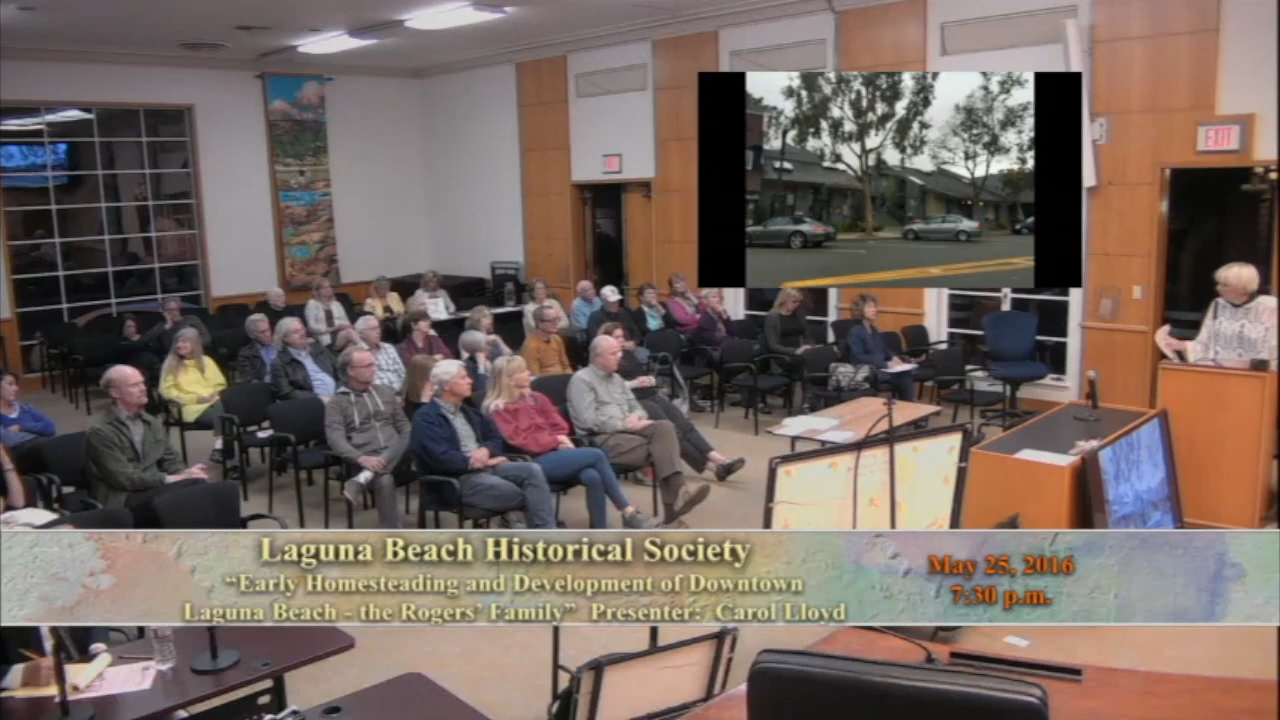 EXIT
Laguna Beach Historical Society
“Early Homesteading and Development of Downtown
Laguna Beach - the Rogers’ Family” Presenter: Carol Lloyd
May 25, 2016
7:30 p.m.